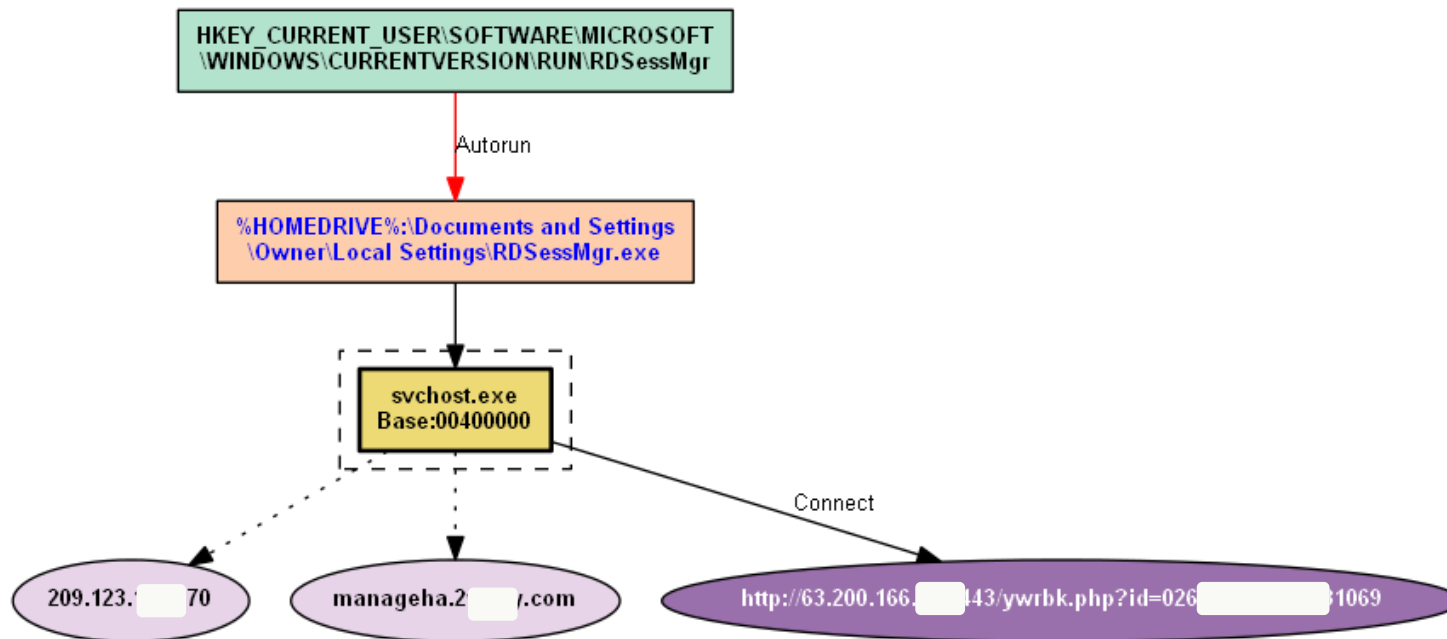 HKEY_CURRENT_USER\SOFTWARE\MICROSOFT
\WINDOWS\CURRENTVERSION\RUN\RDSessMgr
Autorun
%HOMEDRIVE%:\Documents and Settings
\Owner\Local Settings\RDSessMgr.exe
svchost.exe
Base:00400000
Connect
209.123. 70
manageha.2 y.com
http://63.200.166. 443/ywrbk.php?id=026 1069